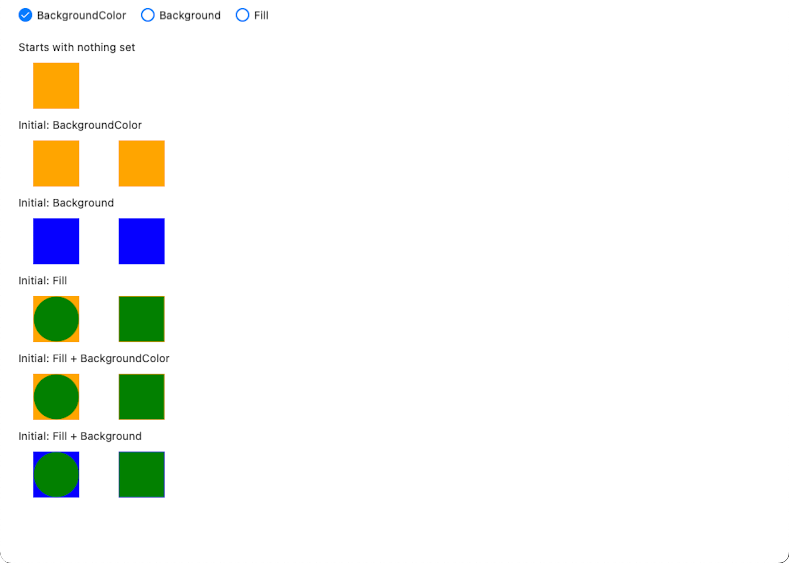 BackgroundColor Background Fill
Starts with nothing set
Initial: BackgroundColor
Initial: Background
Initial: Fill
Initial: Fill + BackgroundColor
Initial: Fill + Background